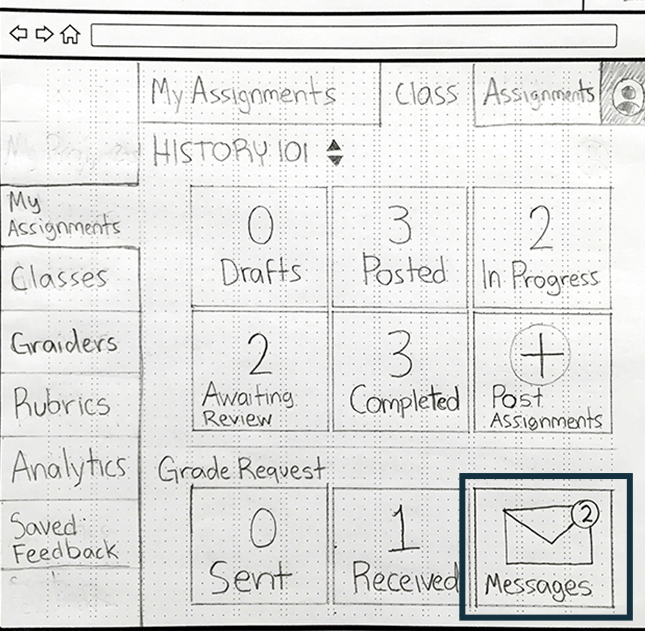 My Assignments
Class
Assignments
HISTORY 101
My
Assignments
Classes
Graiders
Rubrics
Analytics
Saved
Feedback
0
Drafts
3
Posted
2
In Progress
2
Awaiting
Review
3
Completed
+
Post
Assignments
Grade Request
0
Sent
1
Received
2
Messages